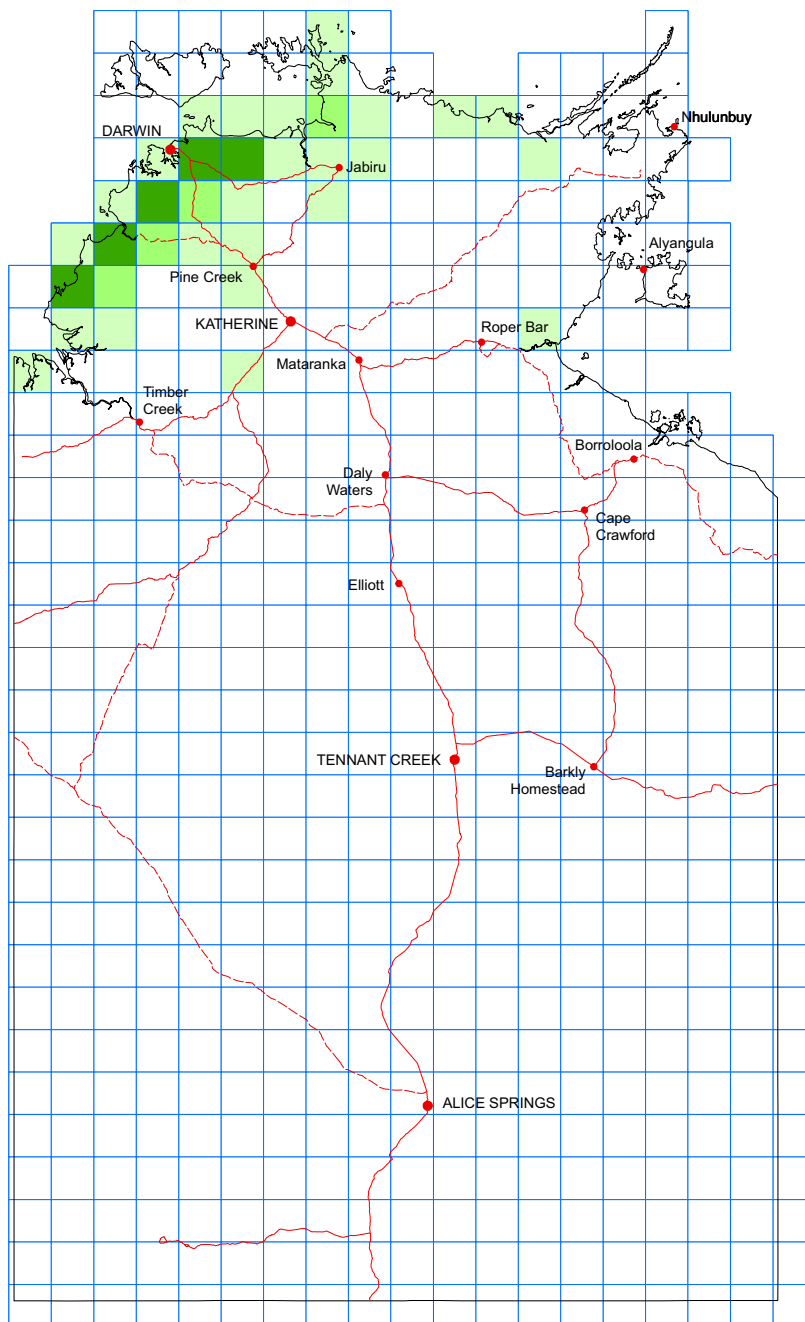 Nhulunbuy
DARWIN
Jabiru
Alyangula
Pine Creek
KATHERINE
Roper Bar
Mataranka
Timber
Creek
Borroloola
Daly
Waters
Cape
Crawford
Elliott
TENNANT CREEK
Barkly
Homestead
ALICE SPRINGS